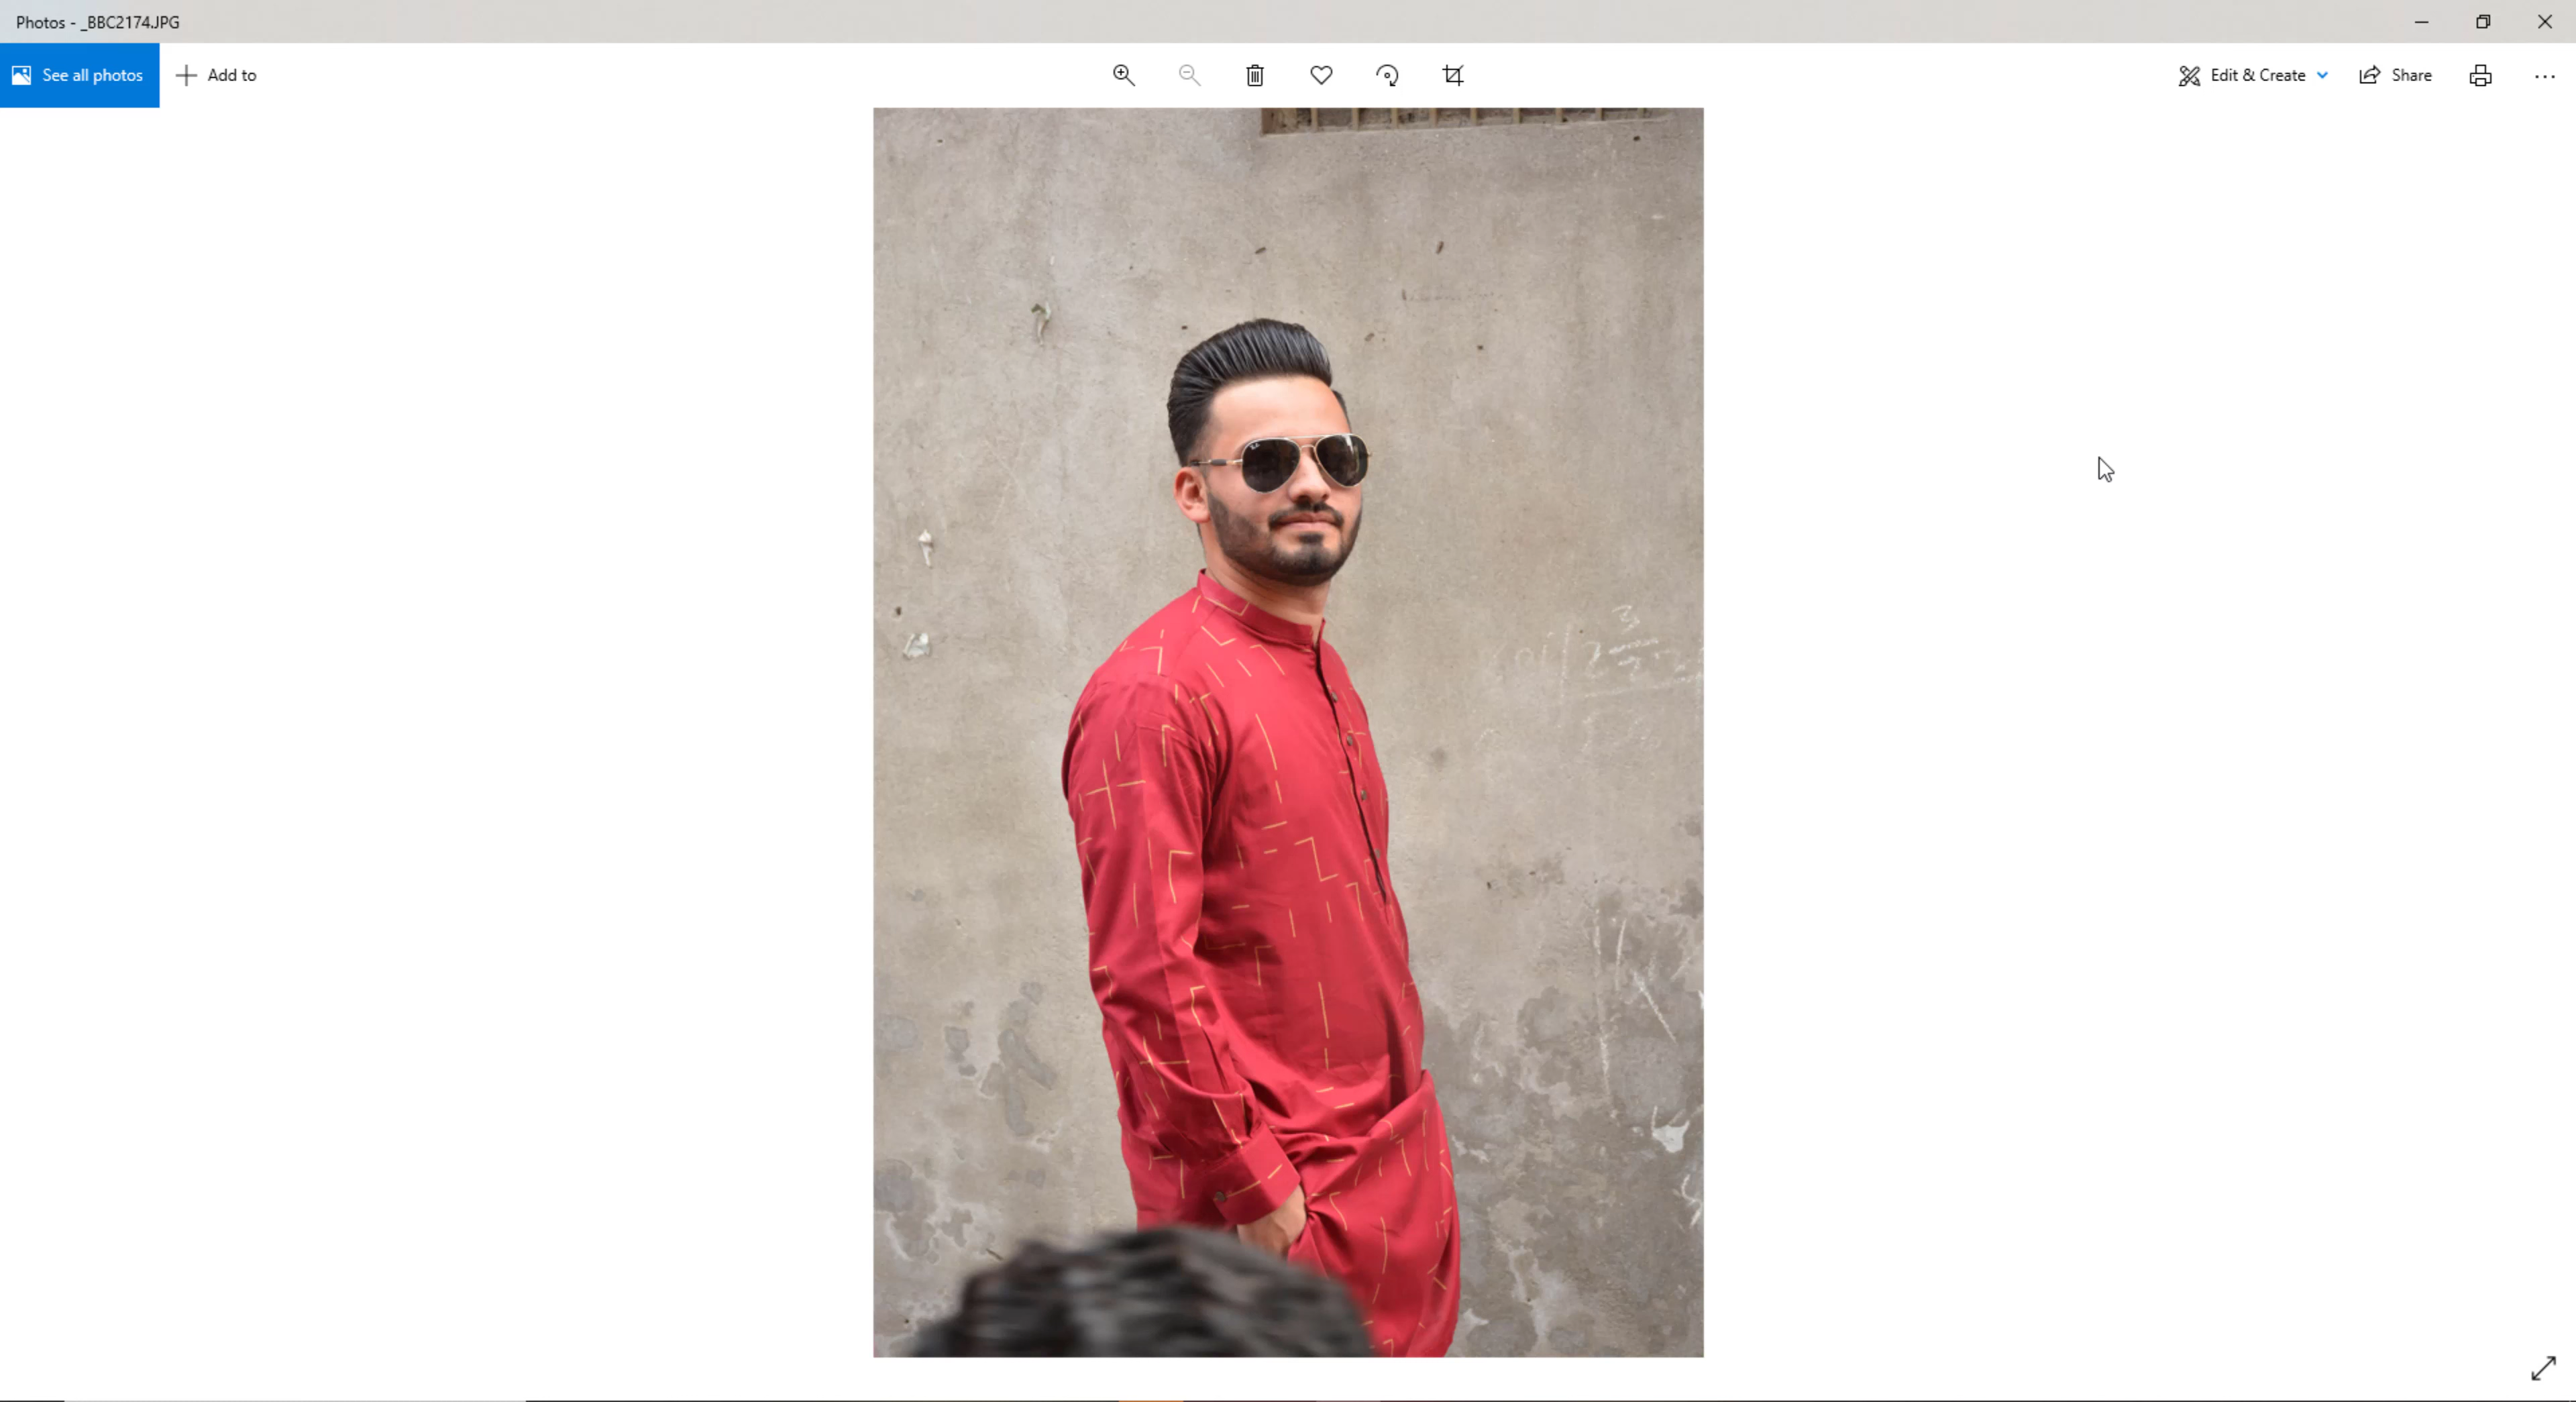 Photos - _BBC2174.JPG
See all photos
Add to
Edit & Create
Share